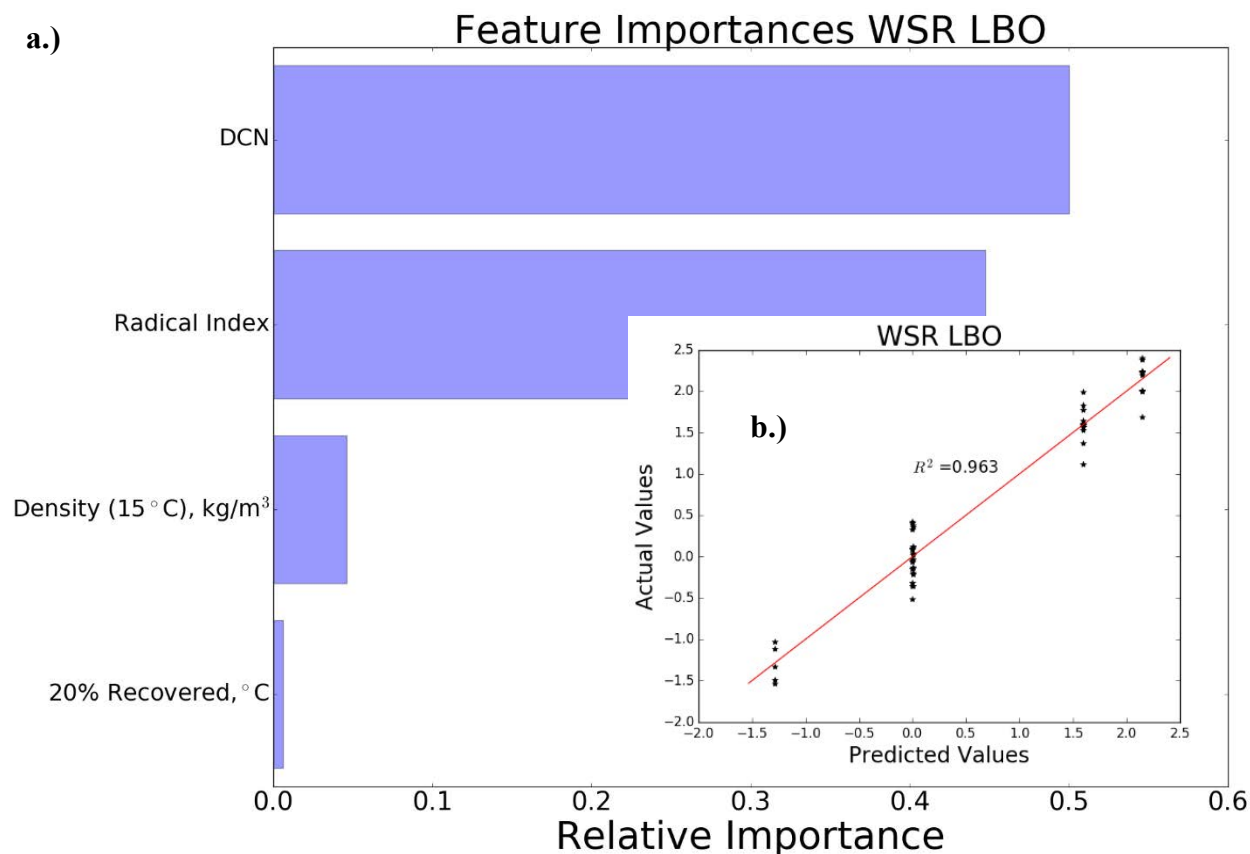 a.)
Feature Importances WSR LBO
DCN
Radical Index
Density (15°C), kg/m³
20% Recovered,°C
0.0 0.1 0.2 0.3 0.4 0.5 0.6
Relative Importance
WSR LBO
b.)
R² =0.963
2.5
2.0
1.5
1.0
0.5
0.0
−0.5
−1.0
−1.5
−2.0
Actual Values
−2.0 −1.5 −1.0 −0.5 0.0 0.5 1.0 1.5 2.0 2.5
Predicted Values